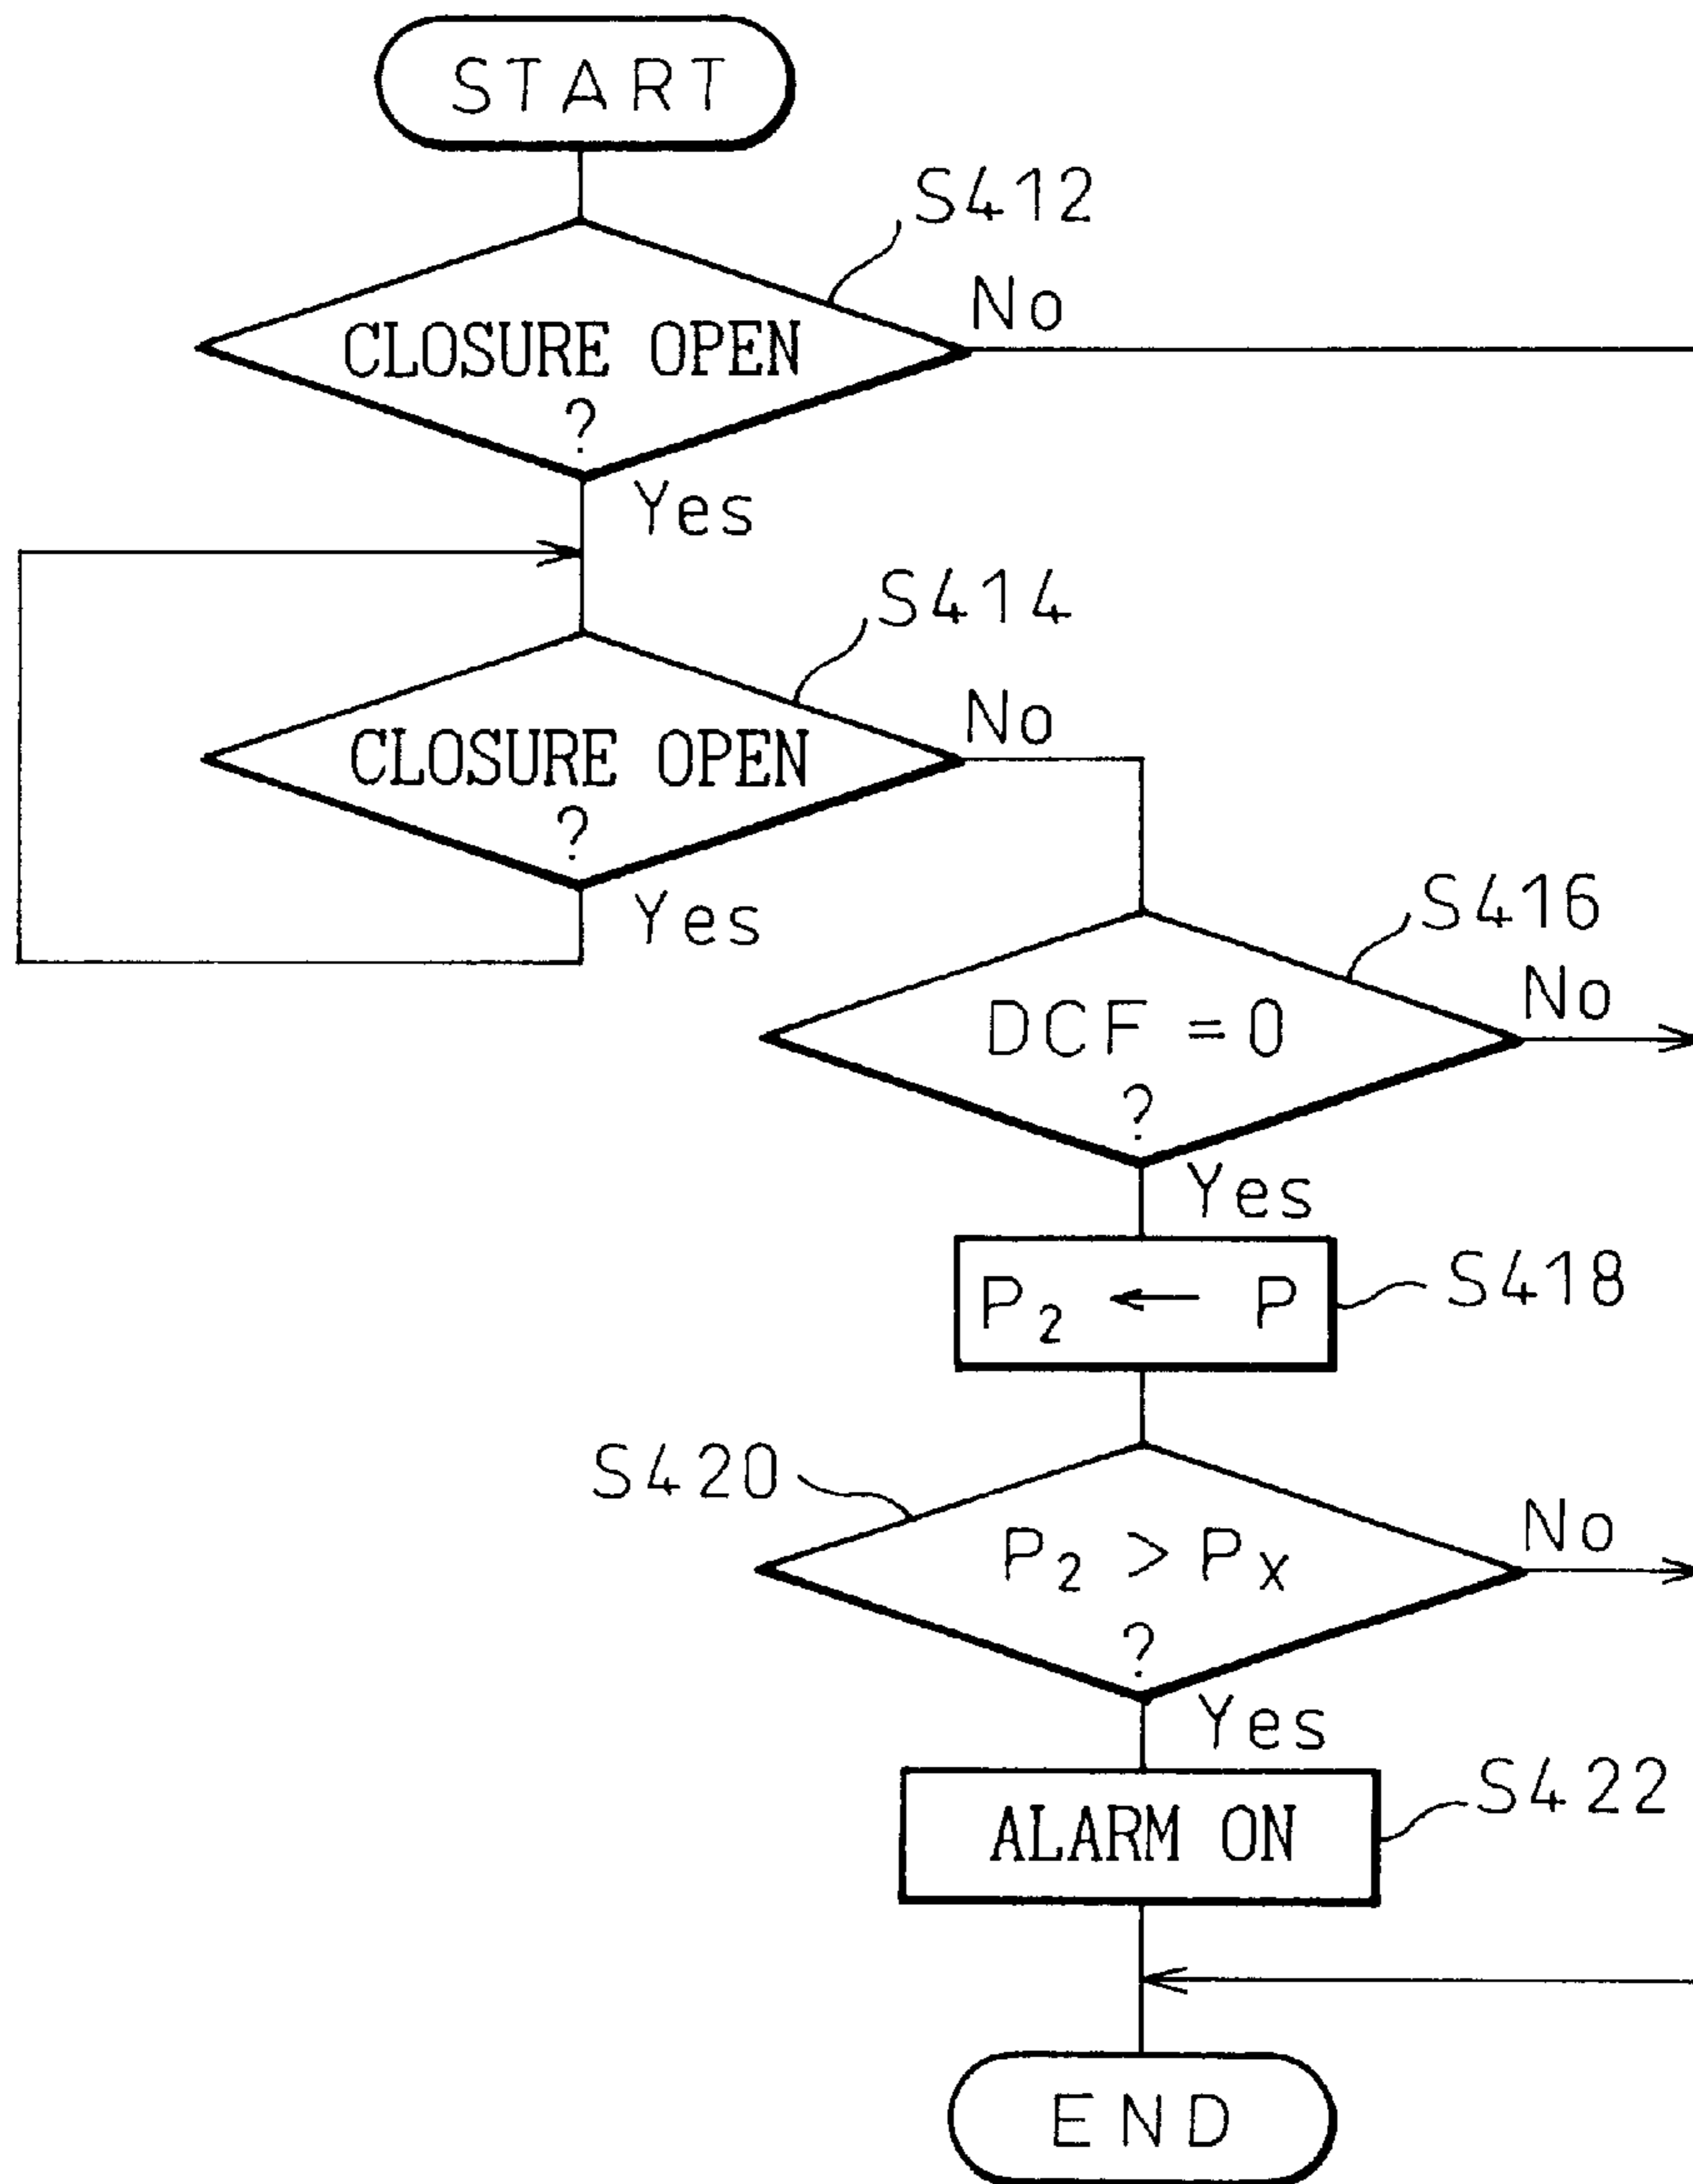 START
S412
CLOSURE OPEN
?
No
Yes
S414
CLOSURE OPEN
?
No
Yes
S416
DCF = 0
?
No
Yes
P₂ ← P
S418
S420
P₂ > Pₓ
?
No
Yes
ALARM ON
S422
END